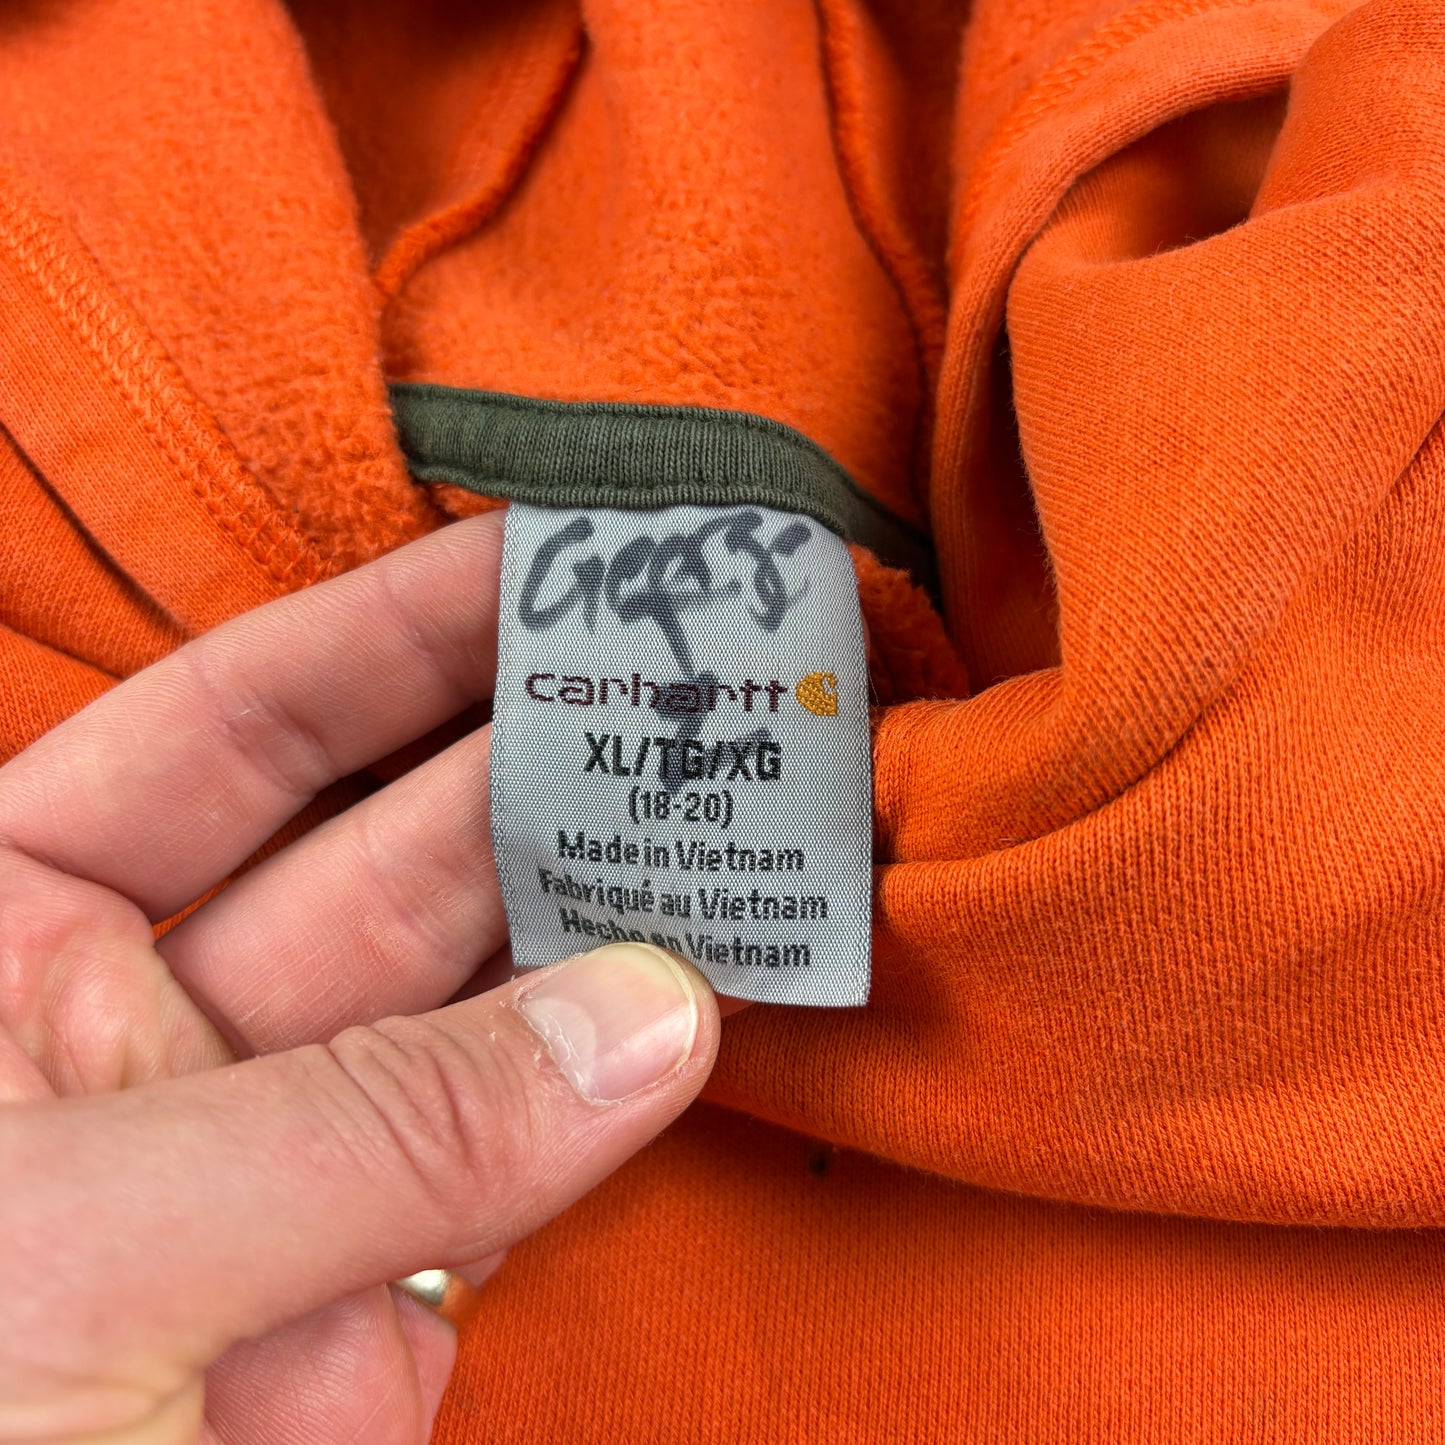 carhartt
XL/TG/XG
(18-20)
Made in Vietnam
Fabriqué au Vietnam
Hecho en Vietnam